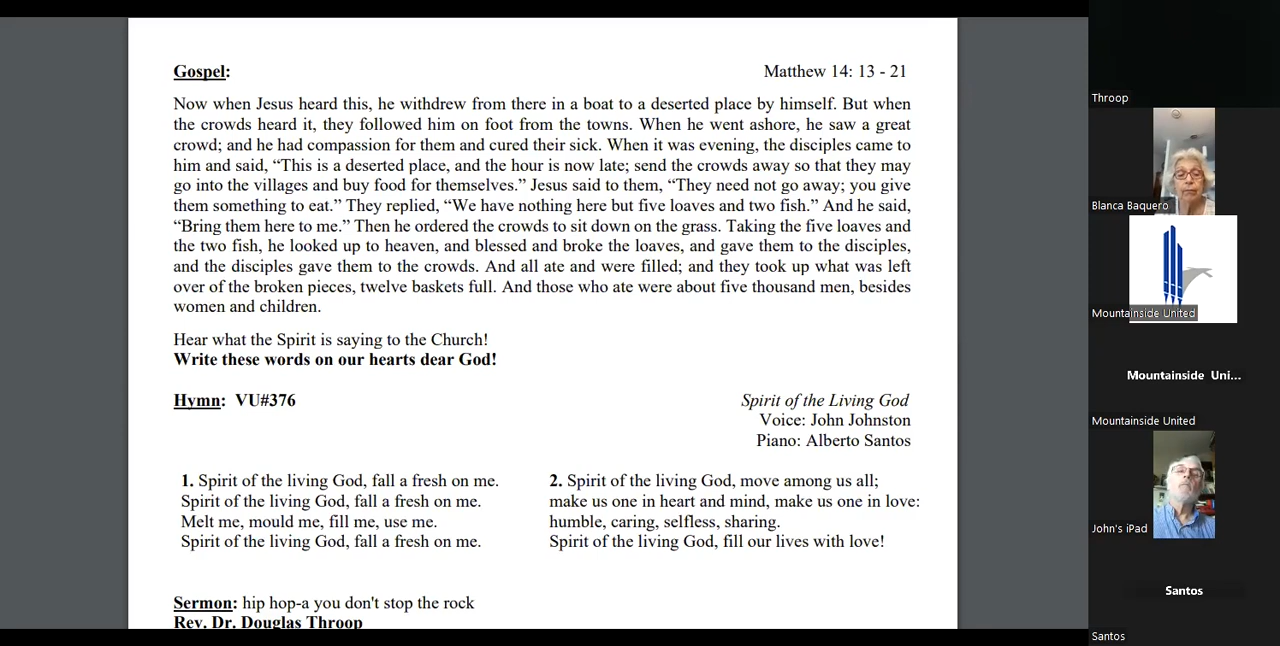 Gospel: Matthew 14: 13 - 21
Now when Jesus heard this, he withdrew from there in a boat to a deserted place by himself. But when
the crowds heard it, they followed him on foot from the towns. When he went ashore, he saw a great
crowd; and he had compassion for them and cured their sick. When it was evening, the disciples came to
him and said, “This is a deserted place, and the hour is now late; send the crowds away so that they may
go into the villages and buy food for themselves.” Jesus said to them, “They need not go away; you give
them something to eat.” They replied, “We have nothing here but five loaves and two fish.” And he said,
“Bring them here to me.” Then he ordered the crowds to sit down on the grass. Taking the five loaves and
the two fish, he looked up to heaven, and blessed and broke the loaves, and gave them to the disciples,
and the disciples gave them to the crowds. And all ate and were filled; and they took up what was left
over of the broken pieces, twelve baskets full. And those who ate were about five thousand men, besides
women and children.
Hear what the Spirit is saying to the Church!
Write these words on our hearts dear God!
Hymn: VU#376 Spirit of the Living God
Voice: John Johnston
Piano: Alberto Santos
1. Spirit of the living God, fall a fresh on me.
Spirit of the living God, fall a fresh on me.
Melt me, mould me, fill me, use me.
Spirit of the living God, fall a fresh on me.
2. Spirit of the living God, move among us all;
make us one in heart and mind, make us one in love:
humble, caring, selfless, sharing.
Spirit of the living God, fill our lives with love!
Sermon: hip hop-a you don't stop the rock
Rev. Dr. Douglas Throop
Throop
Blanca Baquero
Mountainside United
Mountainside Uni...
Mountainside United
John's iPad
Santos
Santos